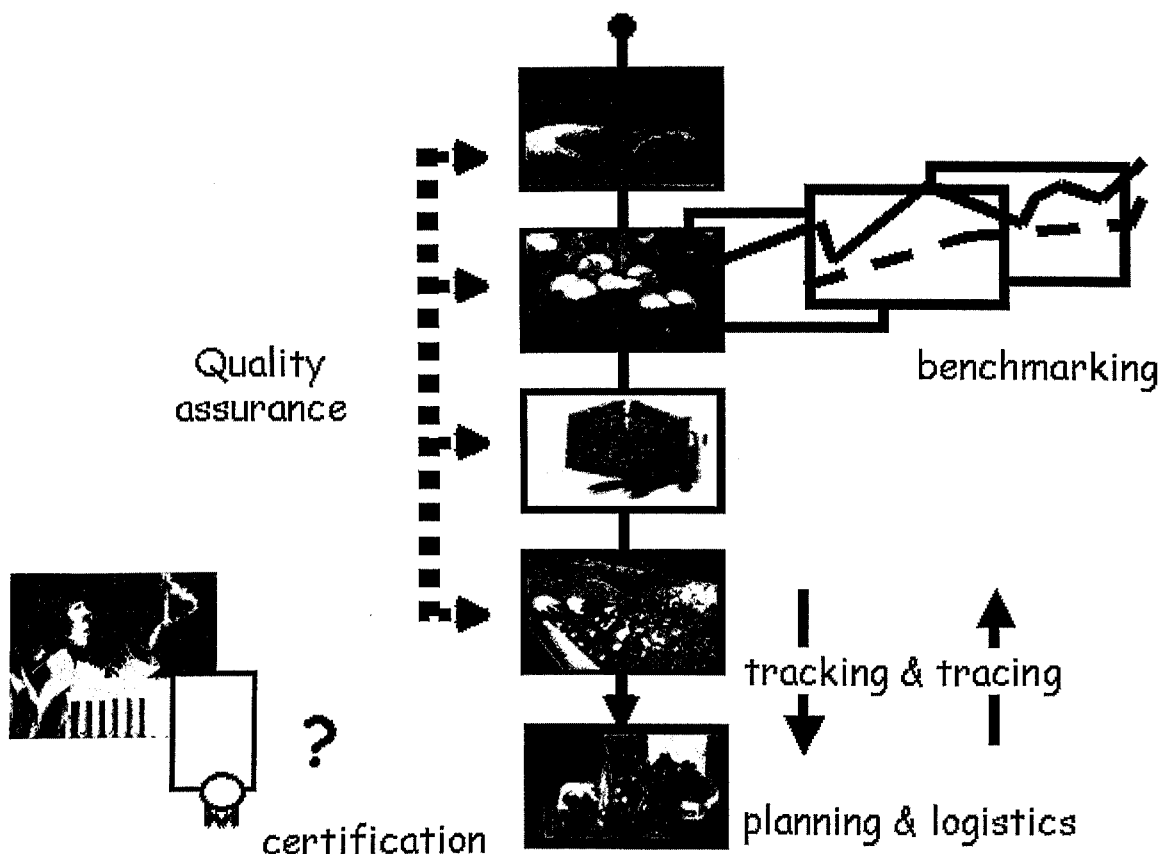 Quality
assurance
benchmarking
tracking & tracing
?
certification
planning & logistics